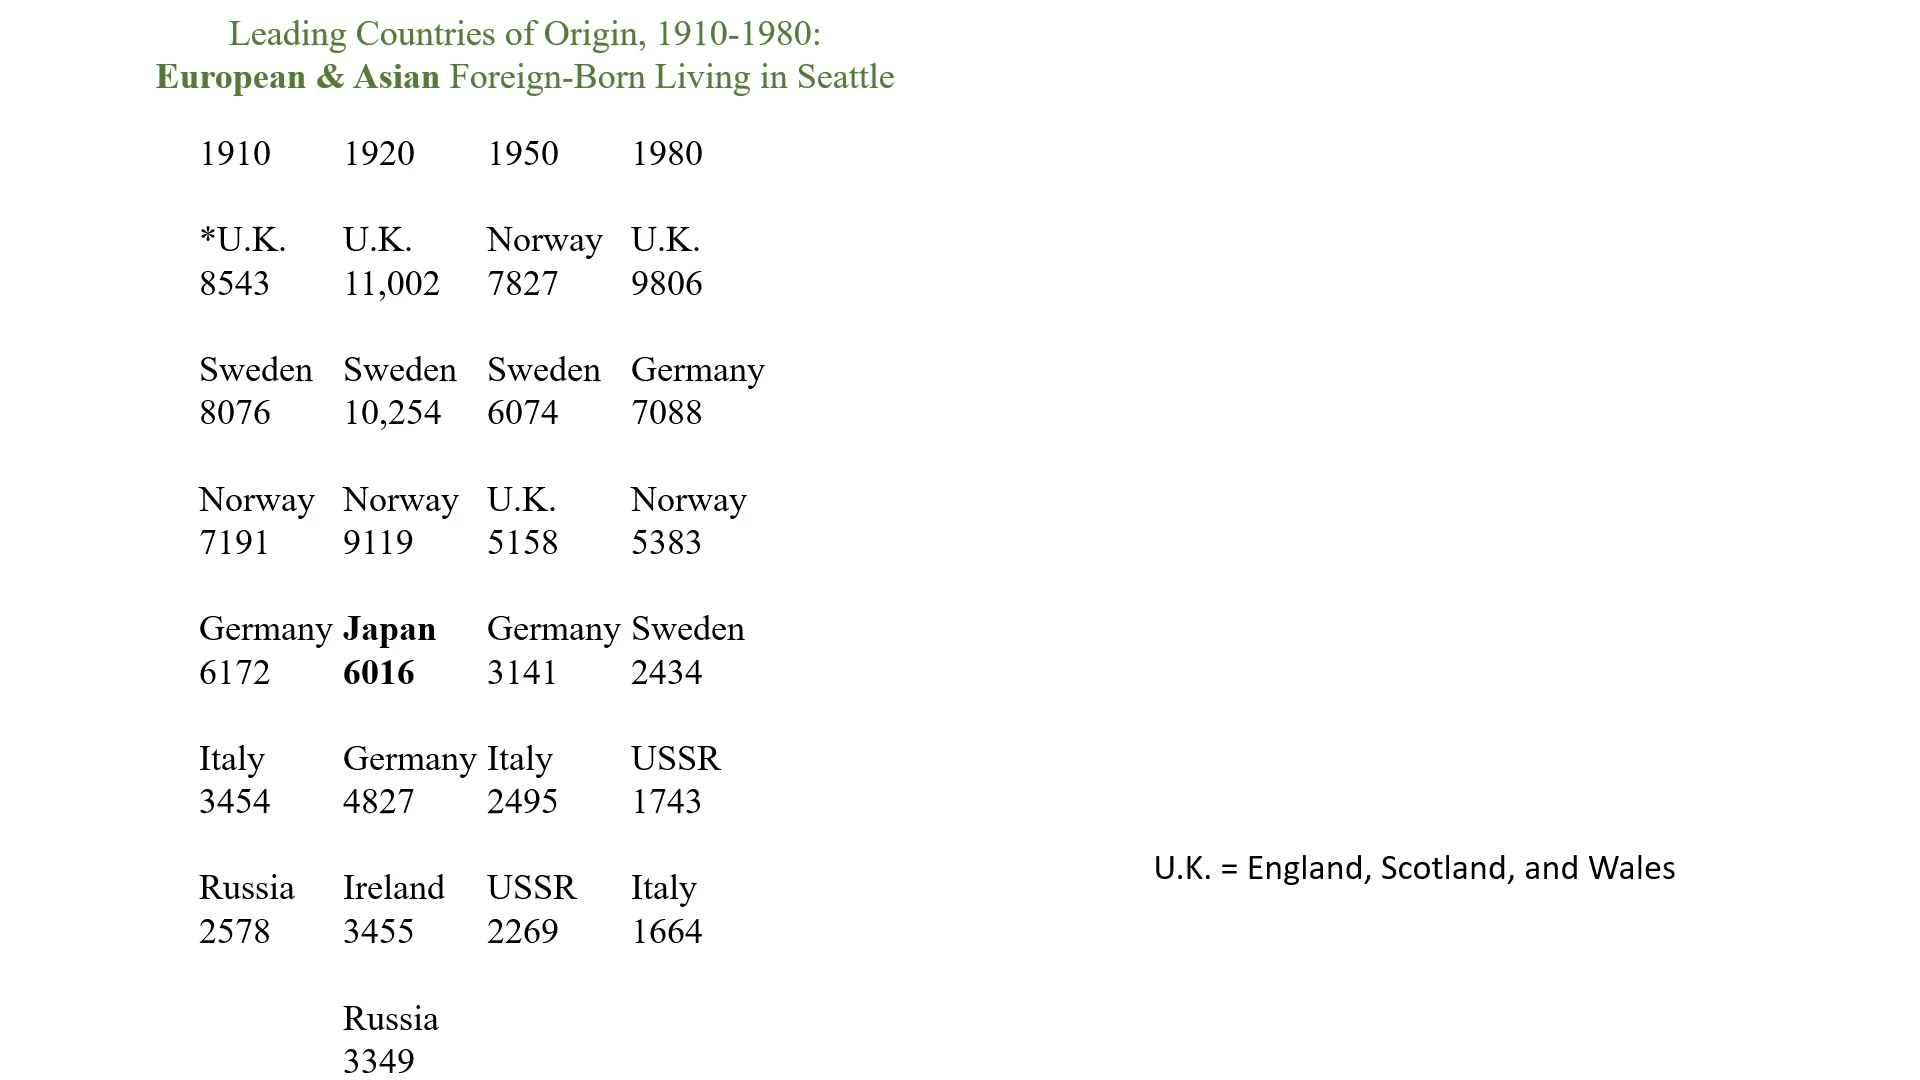 Leading Countries of Origin, 1910-1980:
European & Asian Foreign-Born Living in Seattle
1910 1920 1950 1980
*U.K. U.K. Norway U.K.
8543 11,002 7827 9806
Sweden Sweden Sweden Germany
8076 10,254 6074 7088
Norway Norway U.K. Norway
7191 9119 5158 5383
Germany Japan Germany Sweden
6172 6016 3141 2434
Italy Germany Italy USSR
3454 4827 2495 1743
Russia Ireland USSR Italy
2578 3455 2269 1664
Russia
3349
U.K. = England, Scotland, and Wales